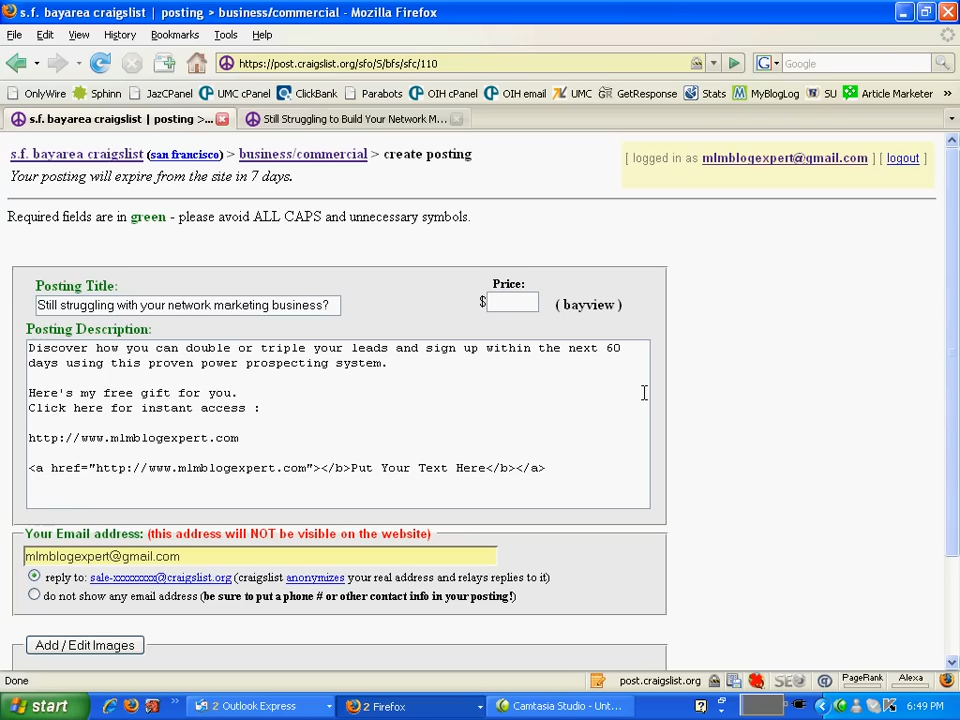 s.f. bayarea craigslist | posting > business/commercial - Mozilla Firefox
File Edit View History Bookmarks Tools Help
https://post.craigslist.org/sfo/S/bfs/sfc/110
Google
OnlyWire Sphinn JazCPanel UMC cPanel ClickBank Parabots OIH cPanel OIH email UMC GetResponse Stats MyBlogLog SU Article Marketer »
s.f. bayarea craigslist | posting >... Still Struggling to Build Your Network M...
s.f. bayarea craigslist (san francisco) > business/commercial > create posting
[ logged in as mlmblogexpert@gmail.com ] [ logout ]
Your posting will expire from the site in 7 days.
Required fields are in green - please avoid ALL CAPS and unnecessary symbols.
Posting Title: Price:
Still struggling with your network marketing business? $ ( bayview )
Posting Description:
Discover how you can double or triple your leads and sign up within the next 60
days using this proven power prospecting system.
Here's my free gift for you.
Click here for instant access :
http://www.mlmblogexpert.com
<a href="http://www.mlmblogexpert.com"></b>Put Your Text Here</b></a>
Your Email address: (this address will NOT be visible on the website)
mlmblogexpert@gmail.com
reply to: sale-xxxxxxxx@craigslist.org (craigslist anonymizes your real address and relays replies to it)
do not show any email address (be sure to put a phone # or other contact info in your posting!)
Add / Edit Images
Done post.craigslist.org SEO PageRank Alexa
start 2 Outlook Express 2 Firefox Camtasia Studio - Unt... 6:49 PM